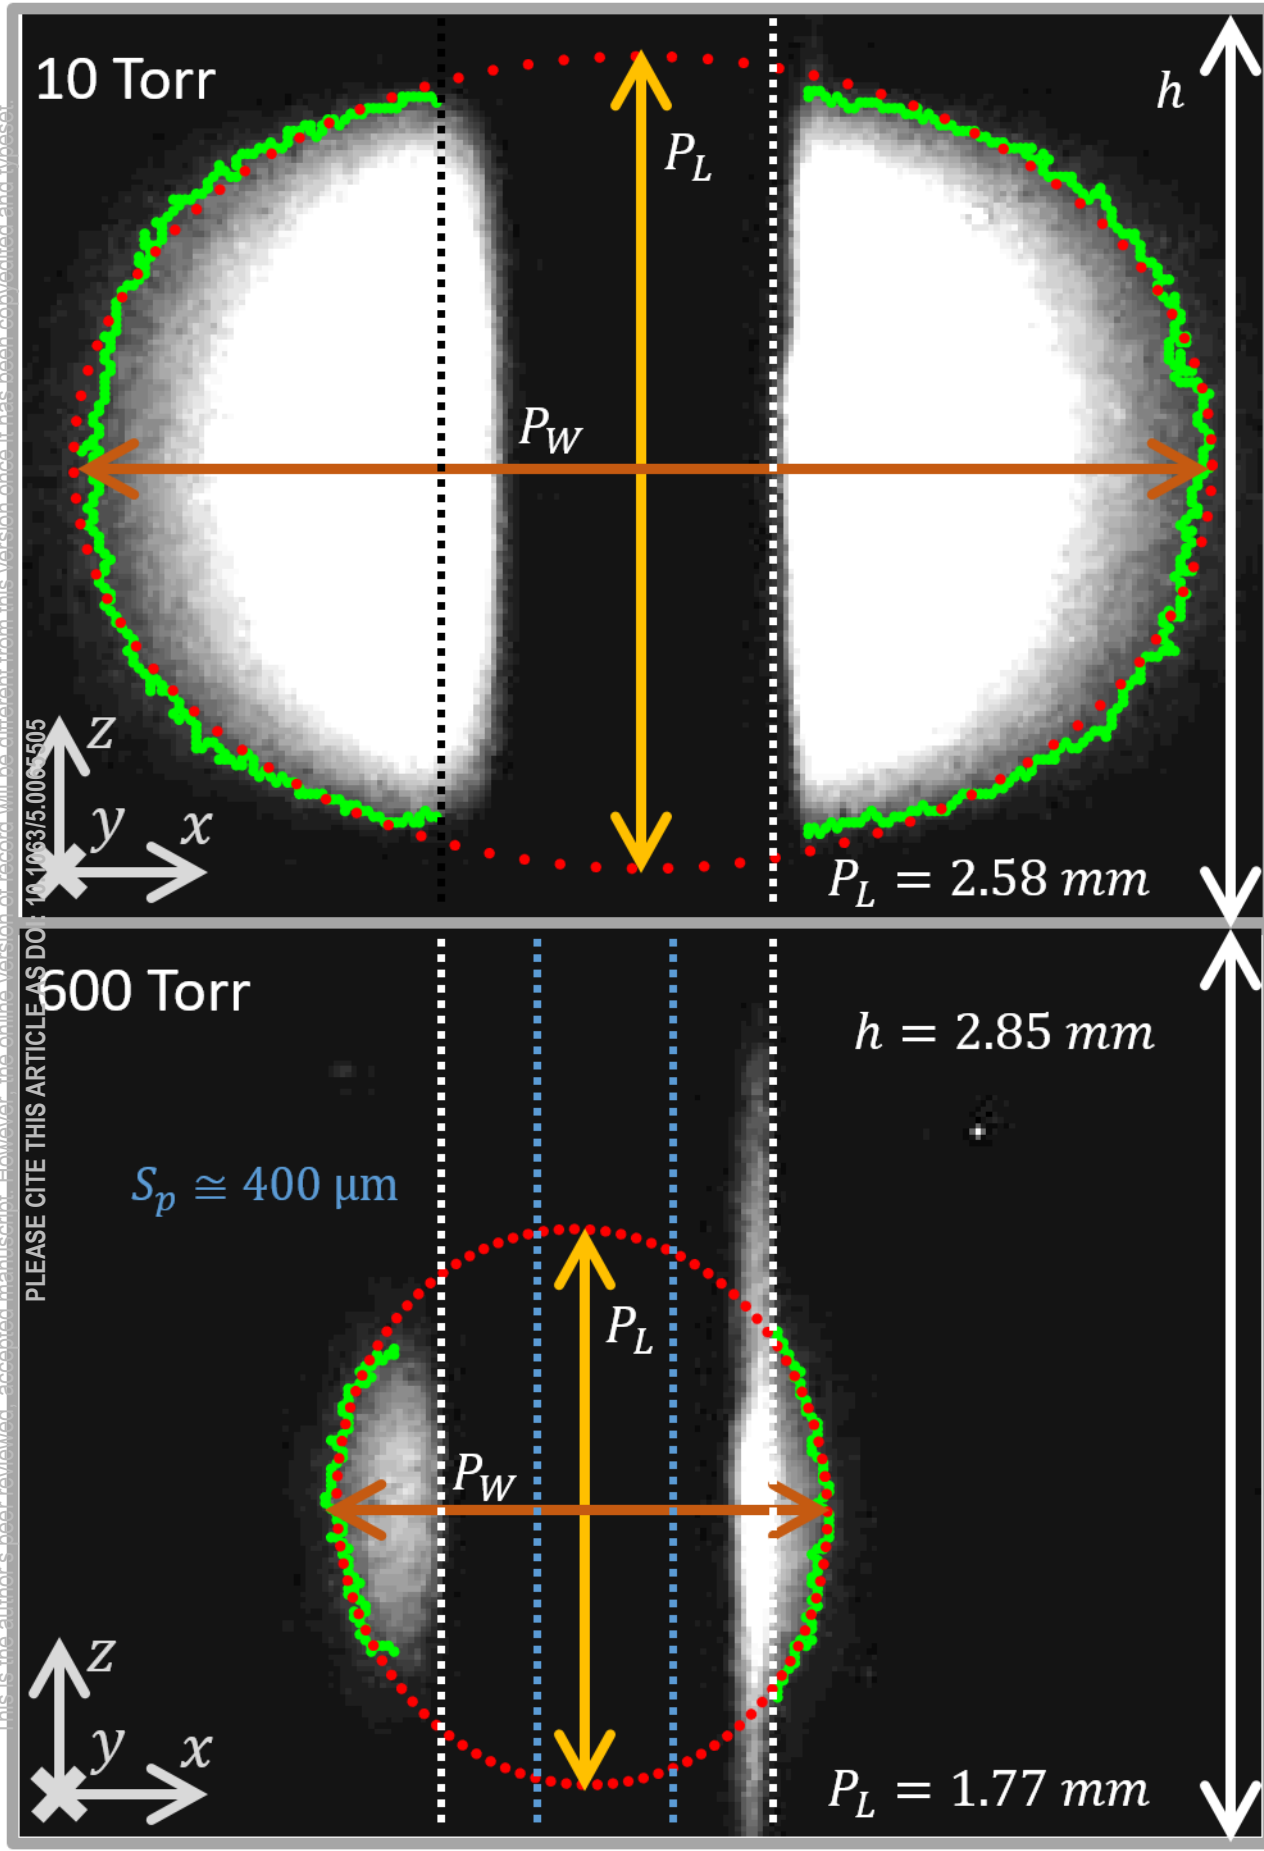 10 Torr
h
P_L
P_W
z
y x
P_L = 2.58 mm
600 Torr
h = 2.85 mm
S_p ≅ 400 μm
P_L
P_W
z
y x
P_L = 1.77 mm
PLEASE CITE THIS ARTICLE AS DOI: 10.1063/5.0065505